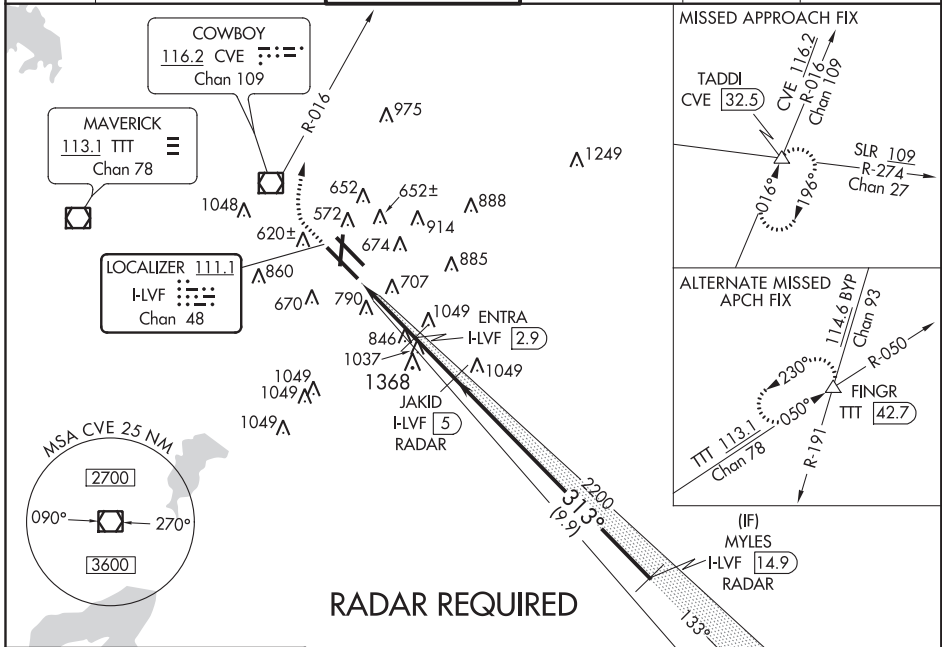 COWBOY
116.2 CVE
Chan 109
MAVERICK
113.1 TTT
Chan 78
R-016
975
1249
652
652±
888
1048
572
914
620±
674
885
LOCALIZER 111.1
I-LVF
Chan 48
860
707
670
790
1049
ENTRA
I-LVF 2.9
846
1037
1368
1049
JAKID
I-LVF 5
RADAR
1049
1049
1049
MSA CVE 25 NM
2700
090°
270°
3600
2200
313°
(9.9)
(IF)
MYLES
I-LVF 14.9
RADAR
133°
RADAR REQUIRED
MISSED APPROACH FIX
TADDI
CVE 32.5
CVE 116.2
R-016
Chan 109
SLR 109
R-274
Chan 27
016°
196°
ALTERNATE MISSED
APCH FIX
114.6 BYP
Chan 93
R-050
230°
050°
FINGR
TTT 42.7
TTT 113.1
Chan 78
R-191